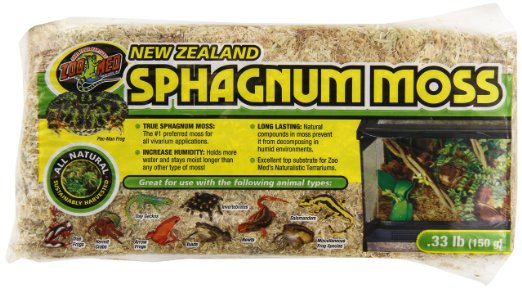 ZOO MED
NEW ZEALAND
SPHAGNUM MOSS
Pac-Man Frog
• TRUE SPHAGNUM MOSS:
The #1 preferred moss for
all vivarium applications.
• INCREASE HUMIDITY: Holds more
water and stays moist longer than
any other type of moss!
• LONG LASTING: Natural
compounds in moss prevent
it from decomposing in
humid environments.
• Excellent top substrate for Zoo
Med's Naturalistic Terrariums.
ALL NATURAL
SUSTAINABLY HARVESTED
Great for use with the following animal types:
Day Geckos
Invertebrates
Salamanders
Tree
Frogs
Hermit
Crabs
Arrow
Frogs
Toads
Newts
Miscellaneous
Frog Species
.33 lb (150 g)